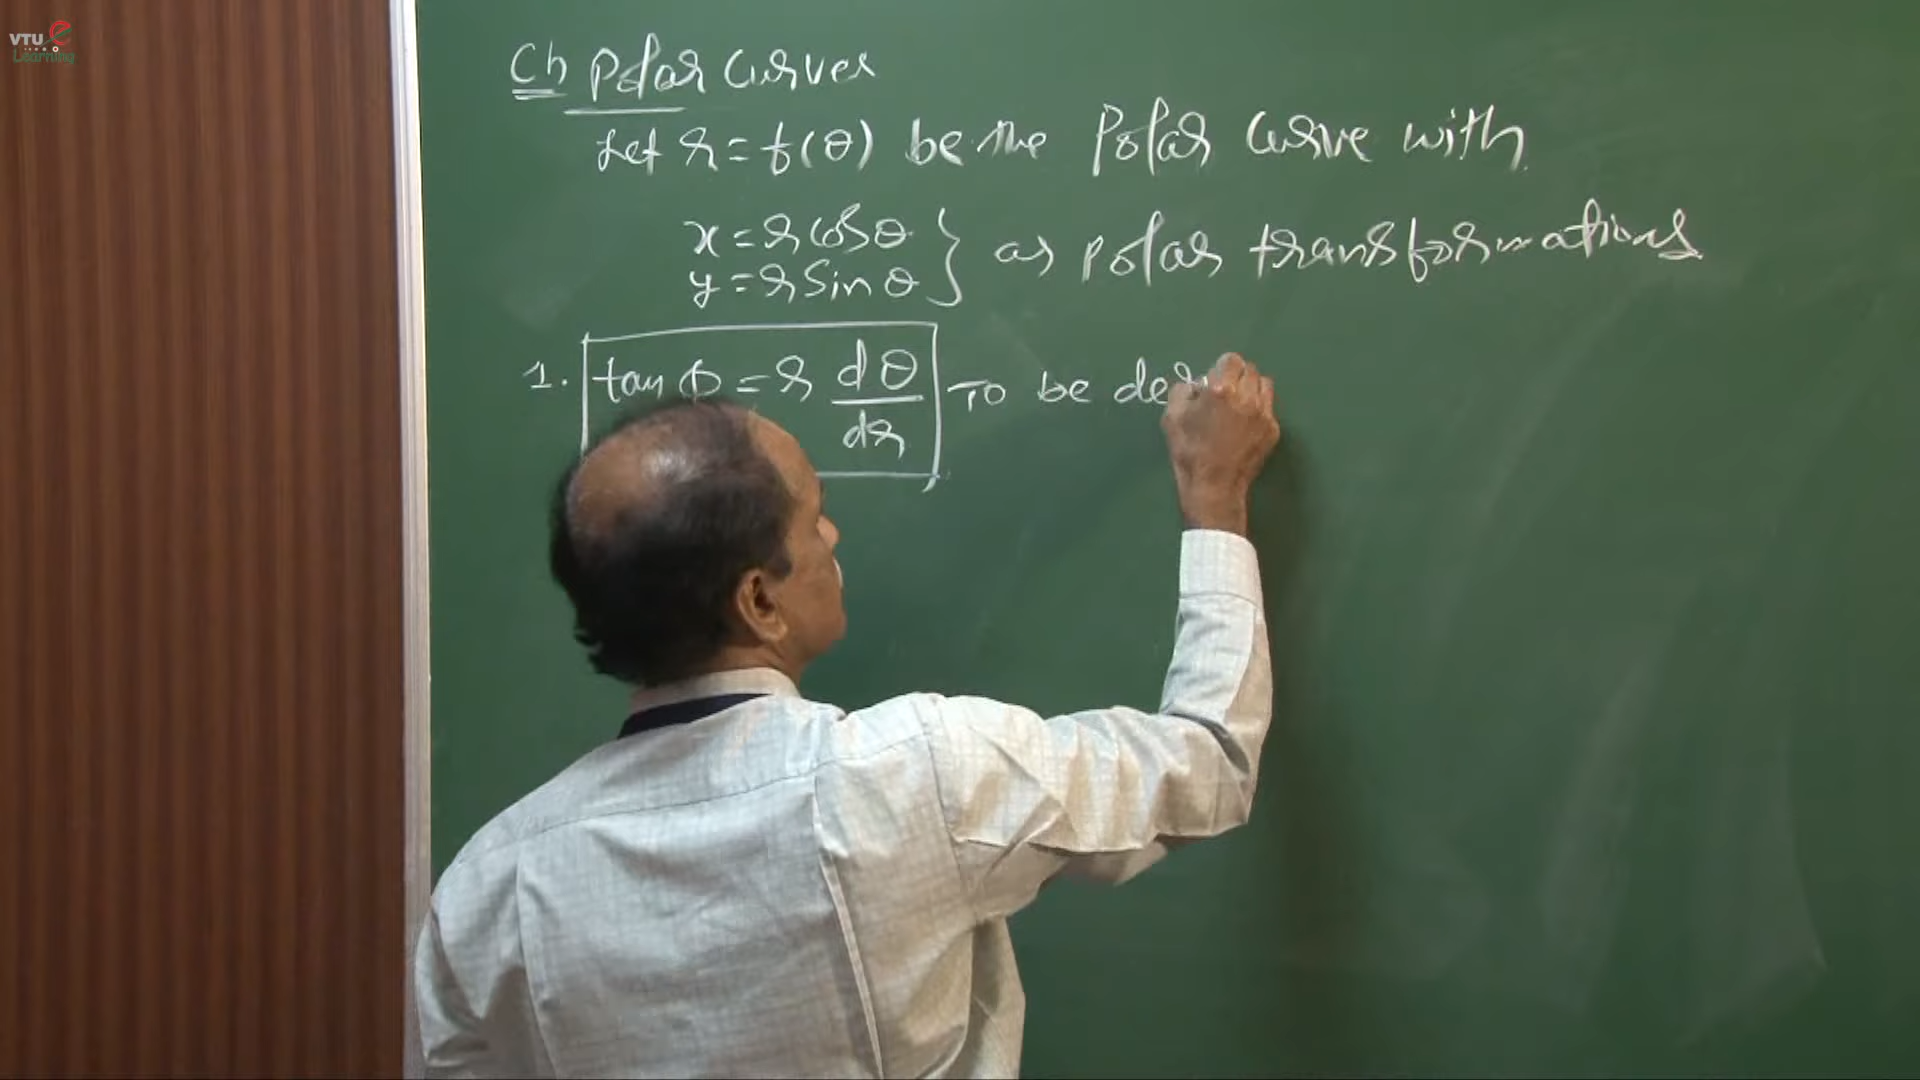 VTU e
Learning
Ch Polar Curves
Let r = f(θ) be the Polar Curve with
x = r cos θ
y = r Sin θ } as polar transformations
1. tan Φ = r dθ/dr To be der